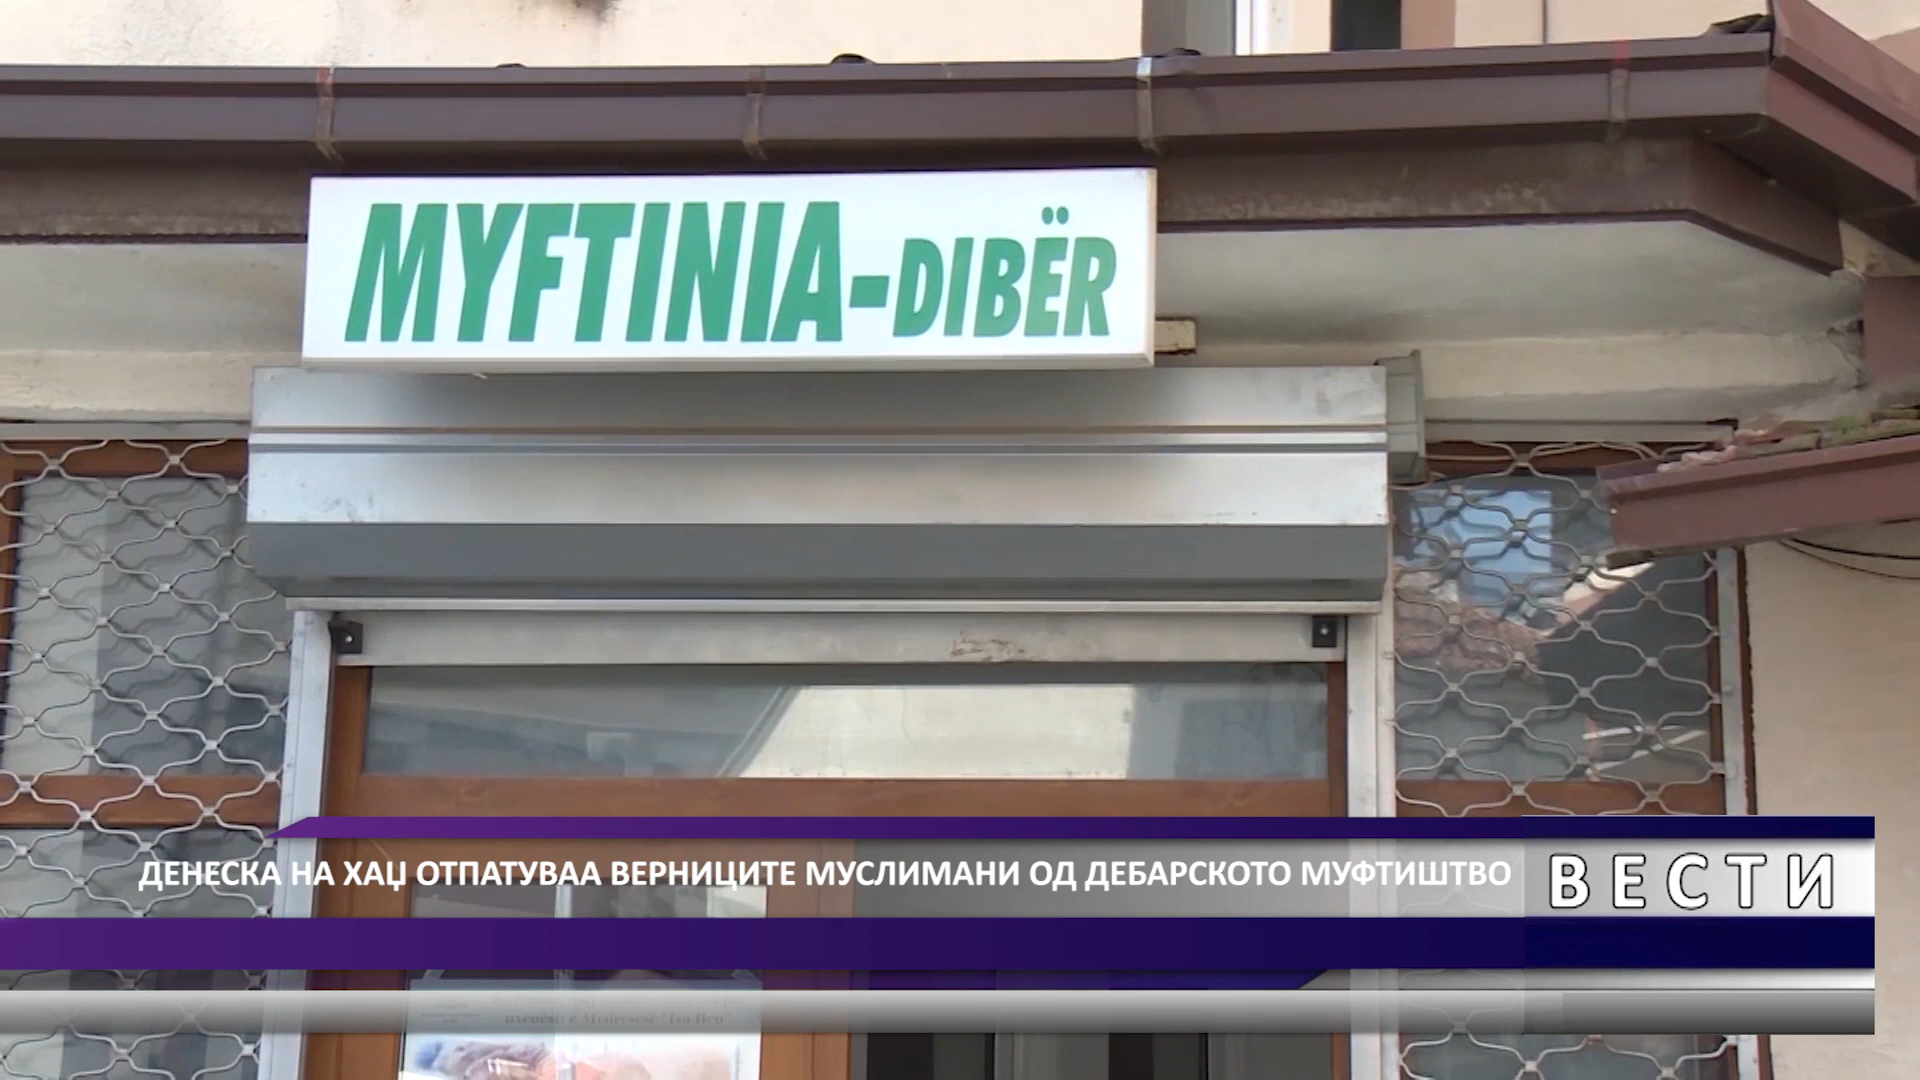 MYFTINIA-DIBËR
ДЕНЕСКА НА ХАЏ ОТПАТУВАА ВЕРНИЦИТЕ МУСЛИМАНИ ОД ДЕБАРСКОТО МУФТИШТВО
ВЕСТИ